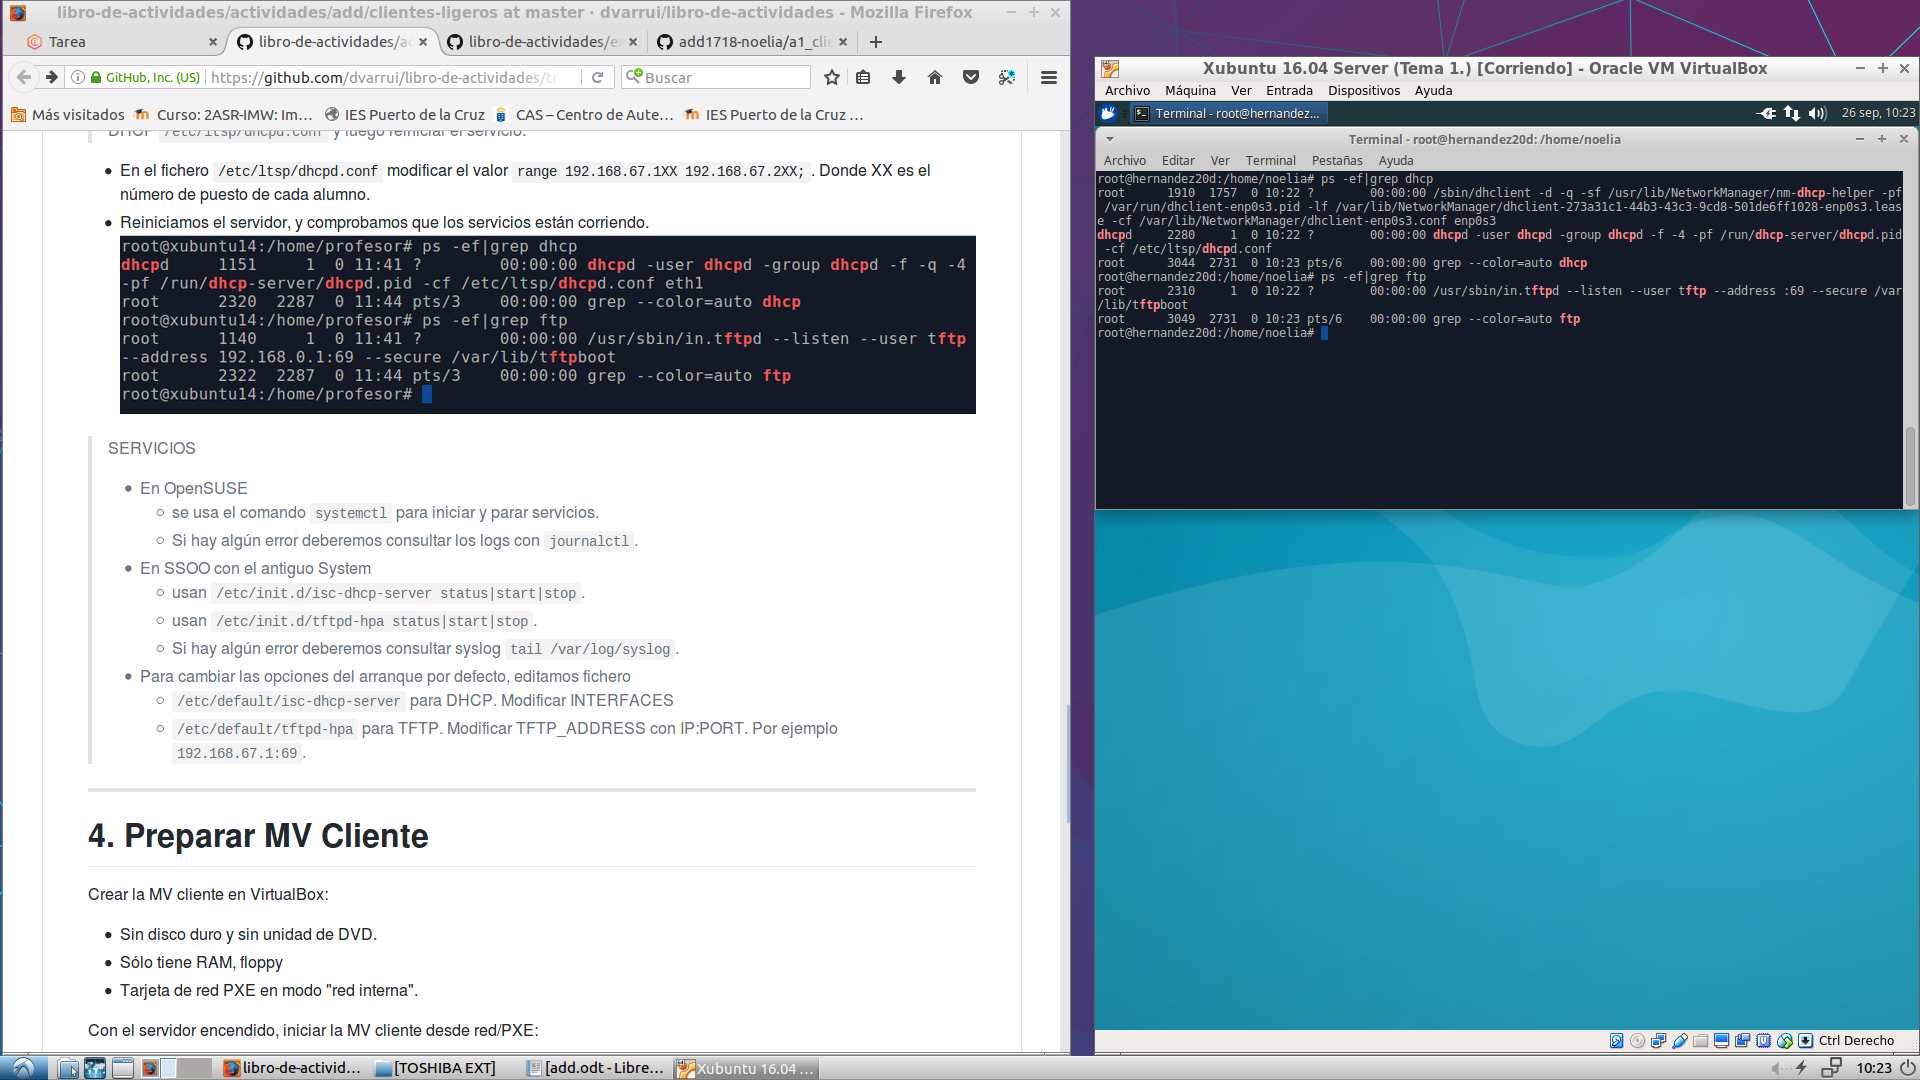 libro-de-actividades/actividades/add/clientes-ligeros at master · dvarrui/libro-de-actividades - Mozilla Firefox
Tarea
libro-de-actividades/ac
libro-de-actividades/e
add1718-noelia/a1_clie
GitHub, Inc. (US)
https://github.com/dvarrui/libro-de-actividades/tr
Buscar
Más visitados
Curso: 2ASR-IMW: Im...
IES Puerto de la Cruz
CAS – Centro de Aute...
IES Puerto de la Cruz ...
DHCP /etc/ltsp/dhcpd.conf y luego reiniciar el servicio.
En el fichero /etc/ltsp/dhcpd.conf modificar el valor range 192.168.67.1XX 192.168.67.2XX; . Donde XX es el
número de puesto de cada alumno.
Reiniciamos el servidor, y comprobamos que los servicios están corriendo.
root@xubuntu14:/home/profesor# ps -ef|grep dhcp
dhcpd 1151 1 0 11:41 ? 00:00:00 dhcpd -user dhcpd -group dhcpd -f -q -4
-pf /run/dhcp-server/dhcpd.pid -cf /etc/ltsp/dhcpd.conf eth1
root 2320 2287 0 11:44 pts/3 00:00:00 grep --color=auto dhcp
root@xubuntu14:/home/profesor# ps -ef|grep ftp
root 1140 1 0 11:41 ? 00:00:00 /usr/sbin/in.tftpd --listen --user tftp
--address 192.168.0.1:69 --secure /var/lib/tftpboot
root 2322 2287 0 11:44 pts/3 00:00:00 grep --color=auto ftp
root@xubuntu14:/home/profesor#
SERVICIOS
En OpenSUSE
se usa el comando systemctl para iniciar y parar servicios.
Si hay algún error deberemos consultar los logs con journalctl .
En SSOO con el antiguo System
usan /etc/init.d/isc-dhcp-server status|start|stop .
usan /etc/init.d/tftpd-hpa status|start|stop .
Si hay algún error deberemos consultar syslog tail /var/log/syslog .
Para cambiar las opciones del arranque por defecto, editamos fichero
/etc/default/isc-dhcp-server para DHCP. Modificar INTERFACES
/etc/default/tftpd-hpa para TFTP. Modificar TFTP_ADDRESS con IP:PORT. Por ejemplo
192.168.67.1:69 .
4. Preparar MV Cliente
Crear la MV cliente en VirtualBox:
Sin disco duro y sin unidad de DVD.
Sólo tiene RAM, floppy
Tarjeta de red PXE en modo "red interna".
Con el servidor encendido, iniciar la MV cliente desde red/PXE:
Xubuntu 16.04 Server (Tema 1.) [Corriendo] - Oracle VM VirtualBox
Archivo Máquina Ver Entrada Dispositivos Ayuda
Terminal - root@hernandez...
26 sep, 10:23
Terminal - root@hernandez20d: /home/noelia
Archivo Editar Ver Terminal Pestañas Ayuda
root@hernandez20d:/home/noelia# ps -ef|grep dhcp
root 1910 1757 0 10:22 ? 00:00:00 /sbin/dhclient -d -q -sf /usr/lib/NetworkManager/nm-dhcp-helper -pf
/var/run/dhclient-enp0s3.pid -lf /var/lib/NetworkManager/dhclient-273a31c1-44b3-43c3-9cd8-501de6ff1028-enp0s3.leas
e -cf /var/lib/NetworkManager/dhclient-enp0s3.conf enp0s3
dhcpd 2280 1 0 10:22 ? 00:00:00 dhcpd -user dhcpd -group dhcpd -f -4 -pf /run/dhcp-server/dhcpd.pid
-cf /etc/ltsp/dhcpd.conf
root 3044 2731 0 10:23 pts/6 00:00:00 grep --color=auto dhcp
root@hernandez20d:/home/noelia# ps -ef|grep ftp
root 2310 1 0 10:22 ? 00:00:00 /usr/sbin/in.tftpd --listen --user tftp --address :69 --secure /var
/lib/tftpboot
root 3049 2731 0 10:23 pts/6 00:00:00 grep --color=auto ftp
root@hernandez20d:/home/noelia#
Ctrl Derecho
libro-de-activid...
[TOSHIBA EXT]
[add.odt - Libre...
Xubuntu 16.04 ...
10:23